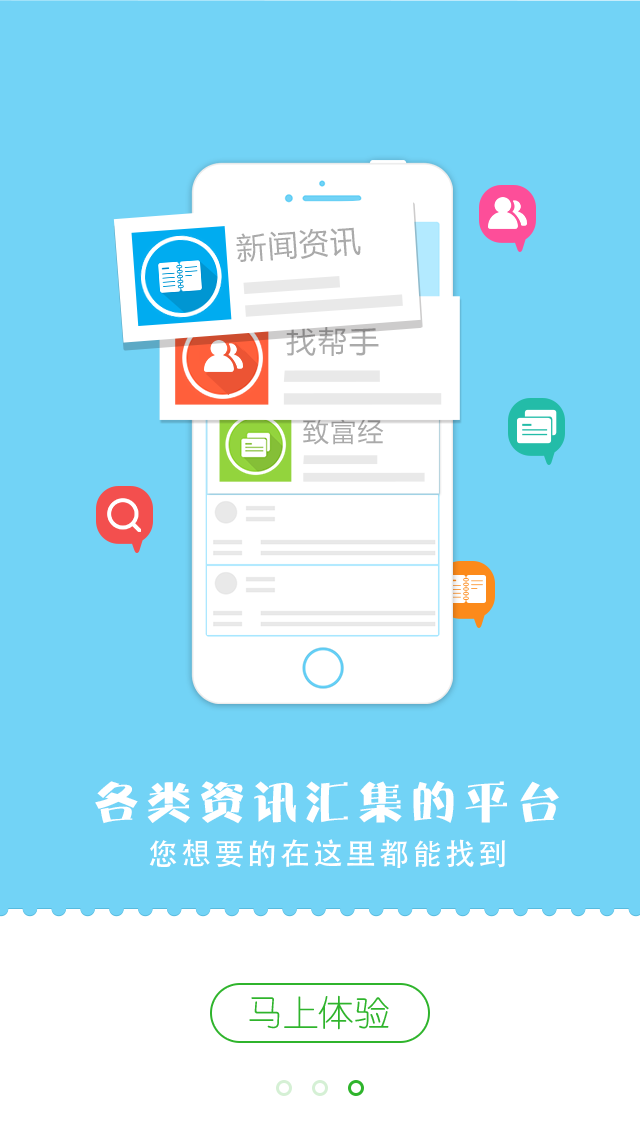 新闻资讯
找帮手
致富经
各类资讯汇集的平台
您想要的在这里都能找到
马上体验